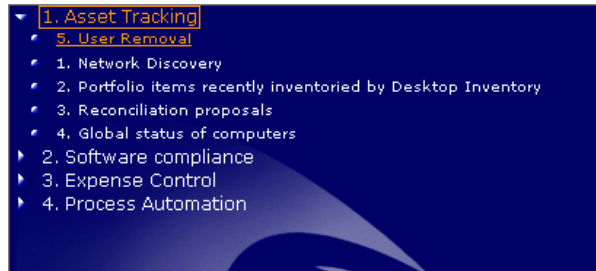 1. Asset Tracking
5. User Removal
1. Network Discovery
2. Portfolio items recently inventoried by Desktop Inventory
3. Reconciliation proposals
4. Global status of computers
2. Software compliance
3. Expense Control
4. Process Automation